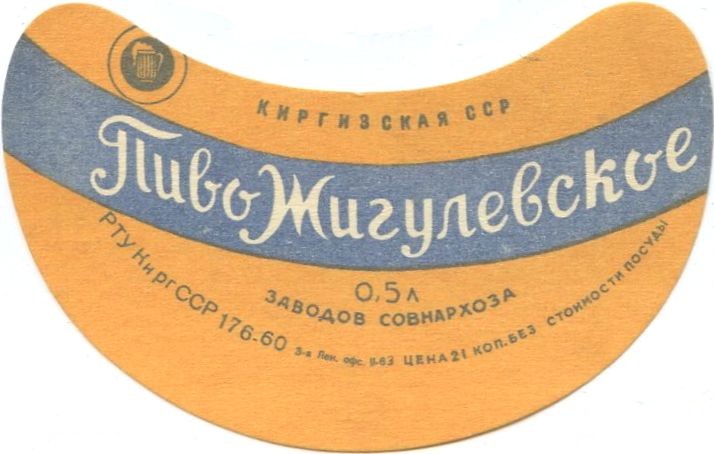 КИРГИЗСКАЯ ССР
Пиво Жигулевское
0,5 л
ЗАВОДОВ СОВНАРХОЗА
РТУ КиргССР 176-60 3-я Лен. офс. II-63 ЦЕНА 21 КОП. БЕЗ СТОИМОСТИ ПОСУДЫ